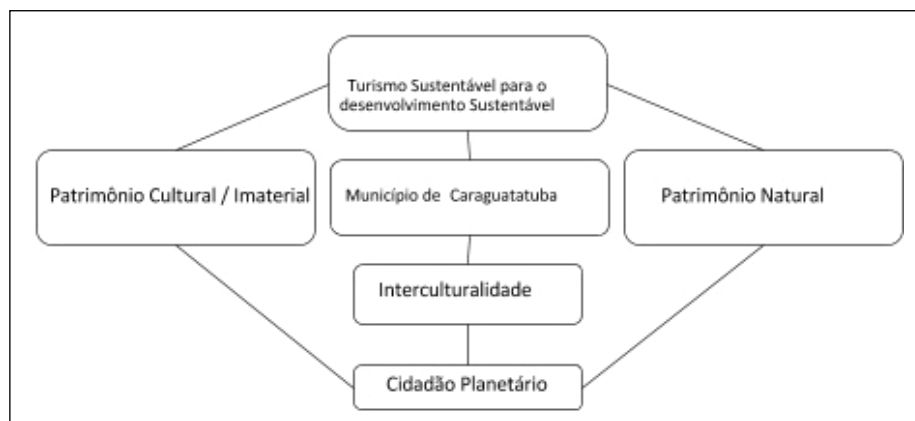 Turismo Sustentável para o
desenvolvimento Sustentável
Patrimônio Cultural / Imaterial
Município de Caraguatatuba
Patrimônio Natural
Interculturalidade
Cidadão Planetário